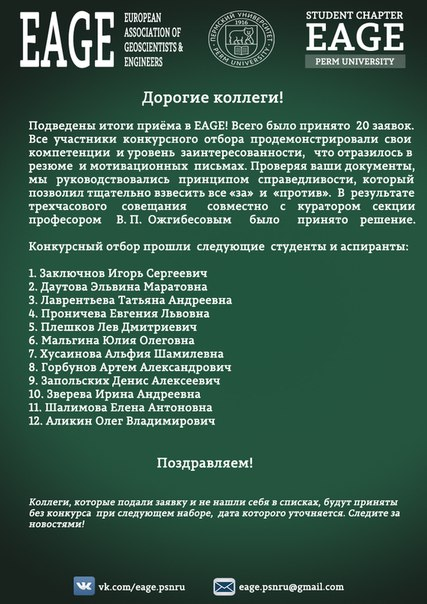 EAGE
EUROPEAN
ASSOCIATION OF
GEOSCIENTISTS &
ENGINEERS
ПЕРМСКИЙ УНИВЕРСИТЕТ
1916
PERM UNIVERSITY
STUDENT CHAPTER
EAGE
PERM UNIVERSITY
Дорогие коллеги!
Подведены итоги приёма в EAGE! Всего было принято 20 заявок.
Все участники конкурсного отбора продемонстрировали свои
компетенции и уровень заинтересованности, что отразилось в
резюме и мотивационных письмах. Проверяя ваши документы,
мы руководствовались принципом справедливости, который
позволил тщательно взвесить все «за» и «против». В результате
трехчасового совещания совместно с куратором секции
професором В. П. Ожгибесовым было принято решение.
Конкурсный отбор прошли следующие студенты и аспиранты:
1. Заключнов Игорь Сергеевич
2. Даутова Эльвина Маратовна
3. Лаврентьева Татьяна Андреевна
4. Проничева Евгения Львовна
5. Плешков Лев Дмитриевич
6. Мальгина Юлия Олеговна
7. Хусаинова Альфия Шамилевна
8. Горбунов Артем Александрович
9. Запольских Денис Алексеевич
10. Зверева Ирина Андреевна
11. Шалимова Елена Антоновна
12. Аликин Олег Владимирович
Поздравляем!
Коллеги, которые подали заявку и не нашли себя в списках, будут приняты
без конкурса при следующем наборе, дата которого уточняется. Следите за
новостями!
vk.com/eage.psnru
eage.psnru@gmail.com